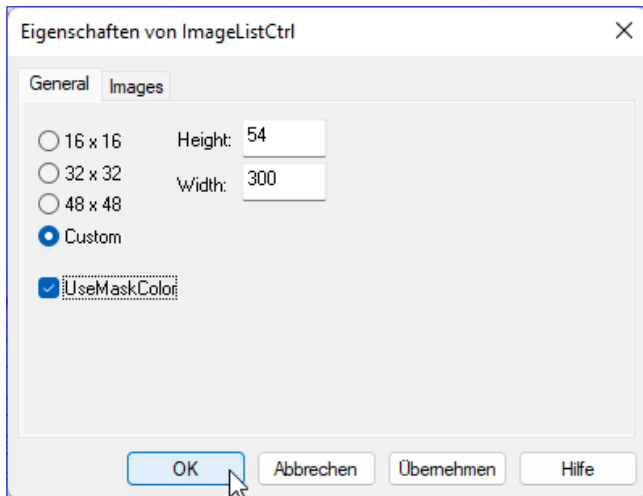 Eigenschaften von ImageListCtrl
General Images
16 x 16
Height: 54
32 x 32
Width: 300
48 x 48
Custom
UseMaskColor
OK Abbrechen Übernehmen Hilfe